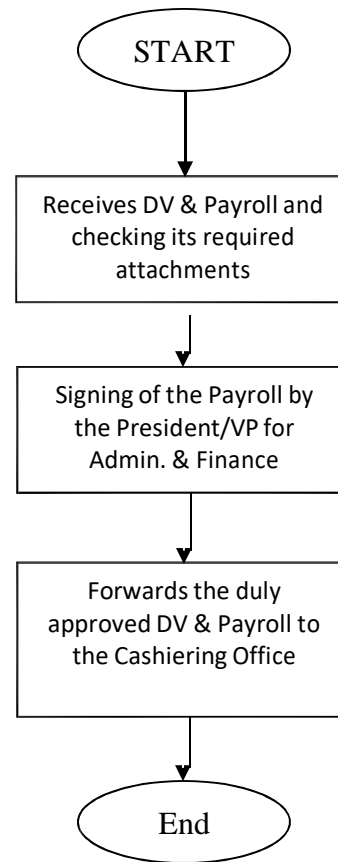 START
Receives DV & Payroll and
checking its required
attachments
Signing of the Payroll by
the President/VP for
Admin. & Finance
Forwards the duly
approved DV & Payroll to
the Cashiering Office
End